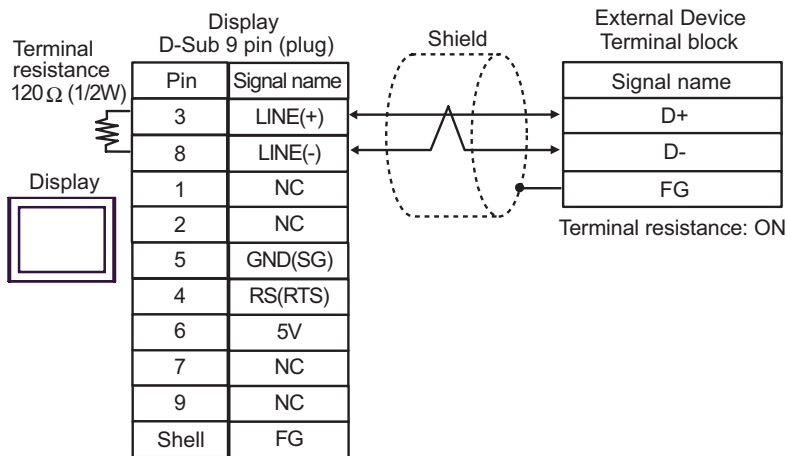 Display
D-Sub 9 pin (plug)
Shield
External Device
Terminal block
Terminal
resistance
120Ω (1/2W)
Pin Signal name
Signal name
3 LINE(+)
D+
8 LINE(-)
D-
Display
1 NC
FG
2 NC
Terminal resistance: ON
5 GND(SG)
4 RS(RTS)
6 5V
7 NC
9 NC
Shell FG